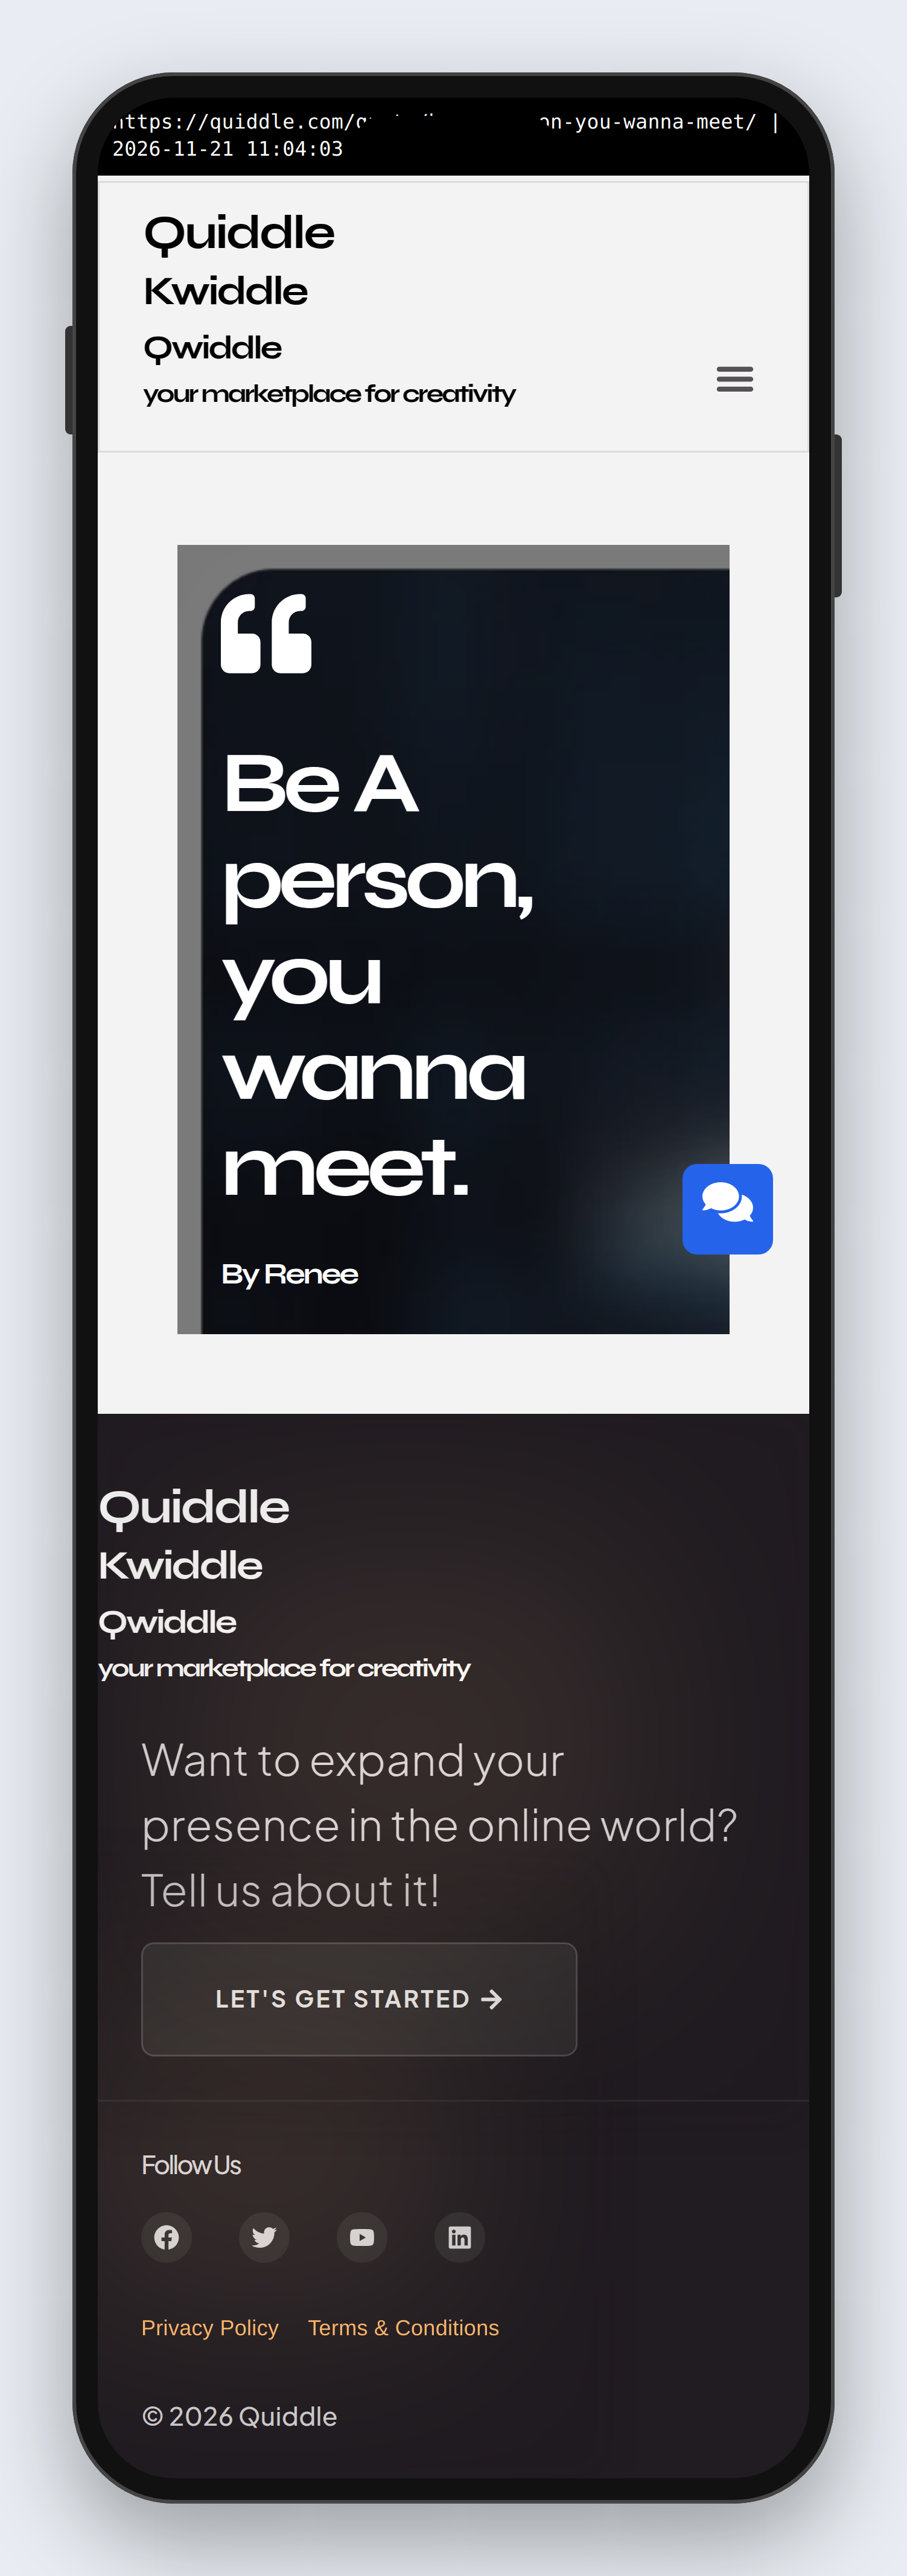 https://quiddle.com/ on-you-wanna-meet/ |
2026-11-21 11:04:03
Quiddle
Kwiddle
Qwiddle
your marketplace for creativity
“
Be A
person,
you
wanna
meet.
By Renee
Quiddle
Kwiddle
Qwiddle
your marketplace for creativity
Want to expand your
presence in the online world?
Tell us about it!
LET'S GET STARTED →
Follow Us
Privacy Policy Terms & Conditions
© 2026 Quiddle